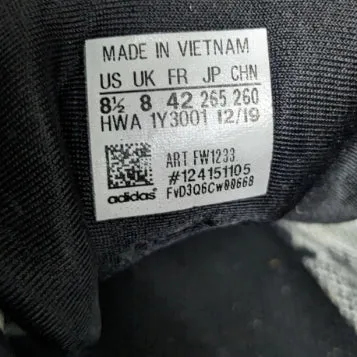 MADE IN VIETNAM
US UK FR JP CHN
8½ 8 42 265 260
HWA 1Y3001 12/19
ART FW1233
#124151105
adidas FvD3Q6Cw00668